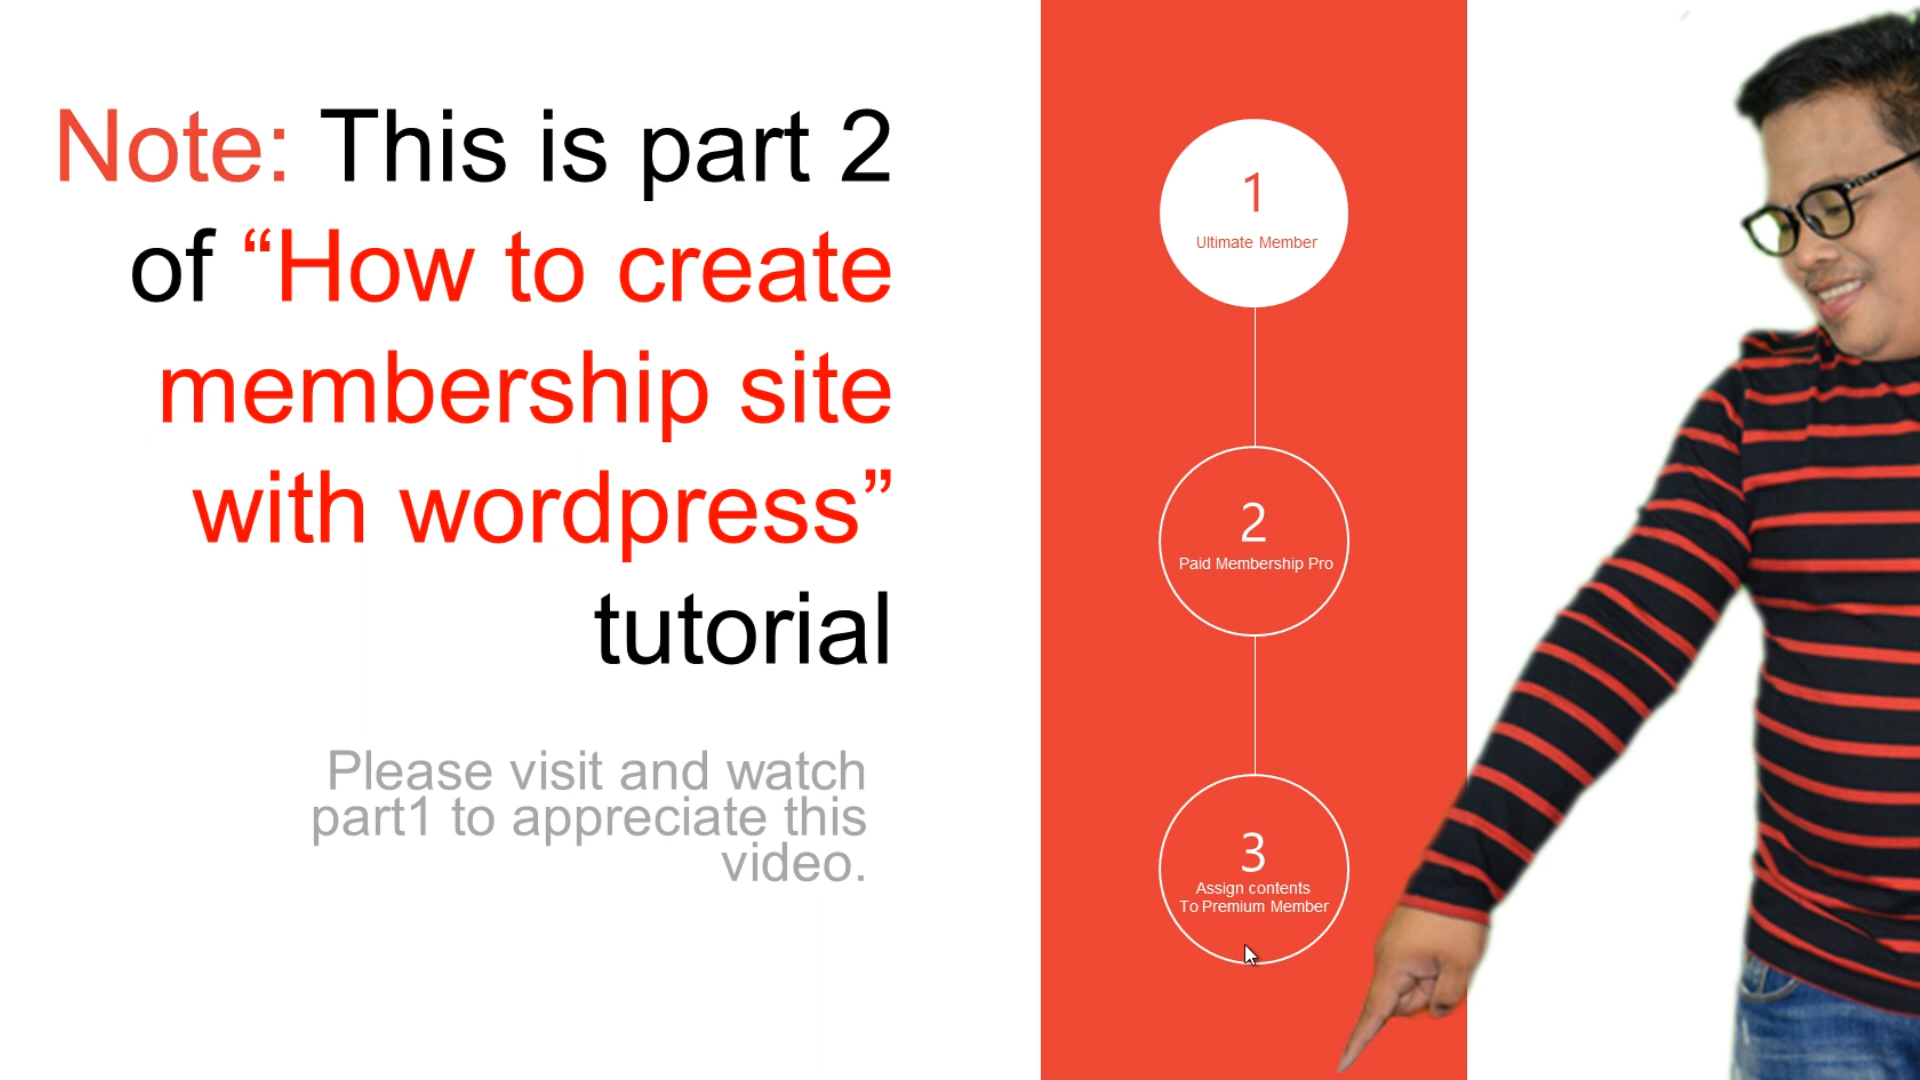 Note: This is part 2
of “How to create
membership site
with wordpress”
tutorial
Please visit and watch
part1 to appreciate this
video.
1
Ultimate Member
2
Paid Membership Pro
3
Assign contents
To Premium Member